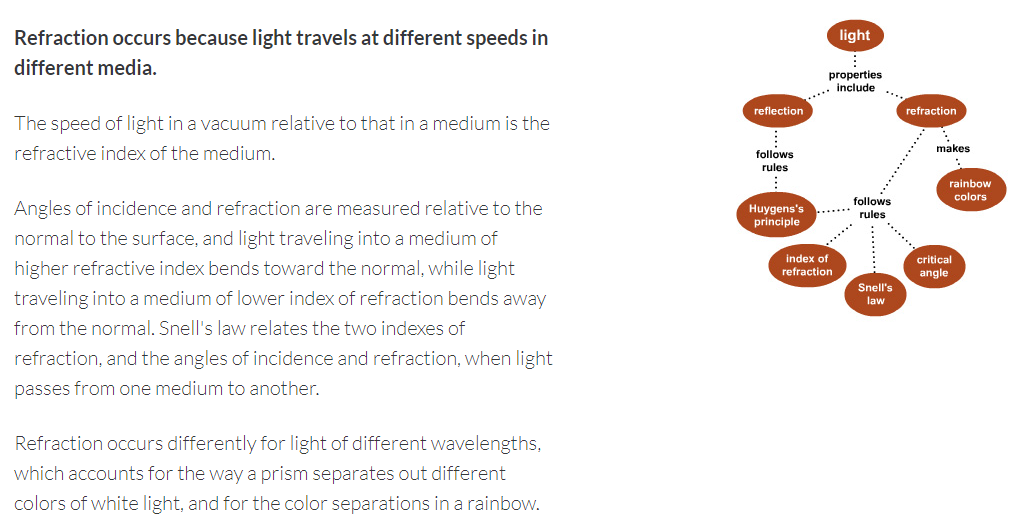 Refraction occurs because light travels at different speeds in
different media.
The speed of light in a vacuum relative to that in a medium is the
refractive index of the medium.
Angles of incidence and refraction are measured relative to the
normal to the surface, and light traveling into a medium of
higher refractive index bends toward the normal, while light
traveling into a medium of lower index of refraction bends away
from the normal. Snell's law relates the two indexes of
refraction, and the angles of incidence and refraction, when light
passes from one medium to another.
Refraction occurs differently for light of different wavelengths,
which accounts for the way a prism separates out different
colors of white light, and for the color separations in a rainbow.
light
properties
include
reflection
refraction
follows
rules
makes
rainbow
colors
Huygens's
principle
follows
rules
index of
refraction
Snell's
law
critical
angle